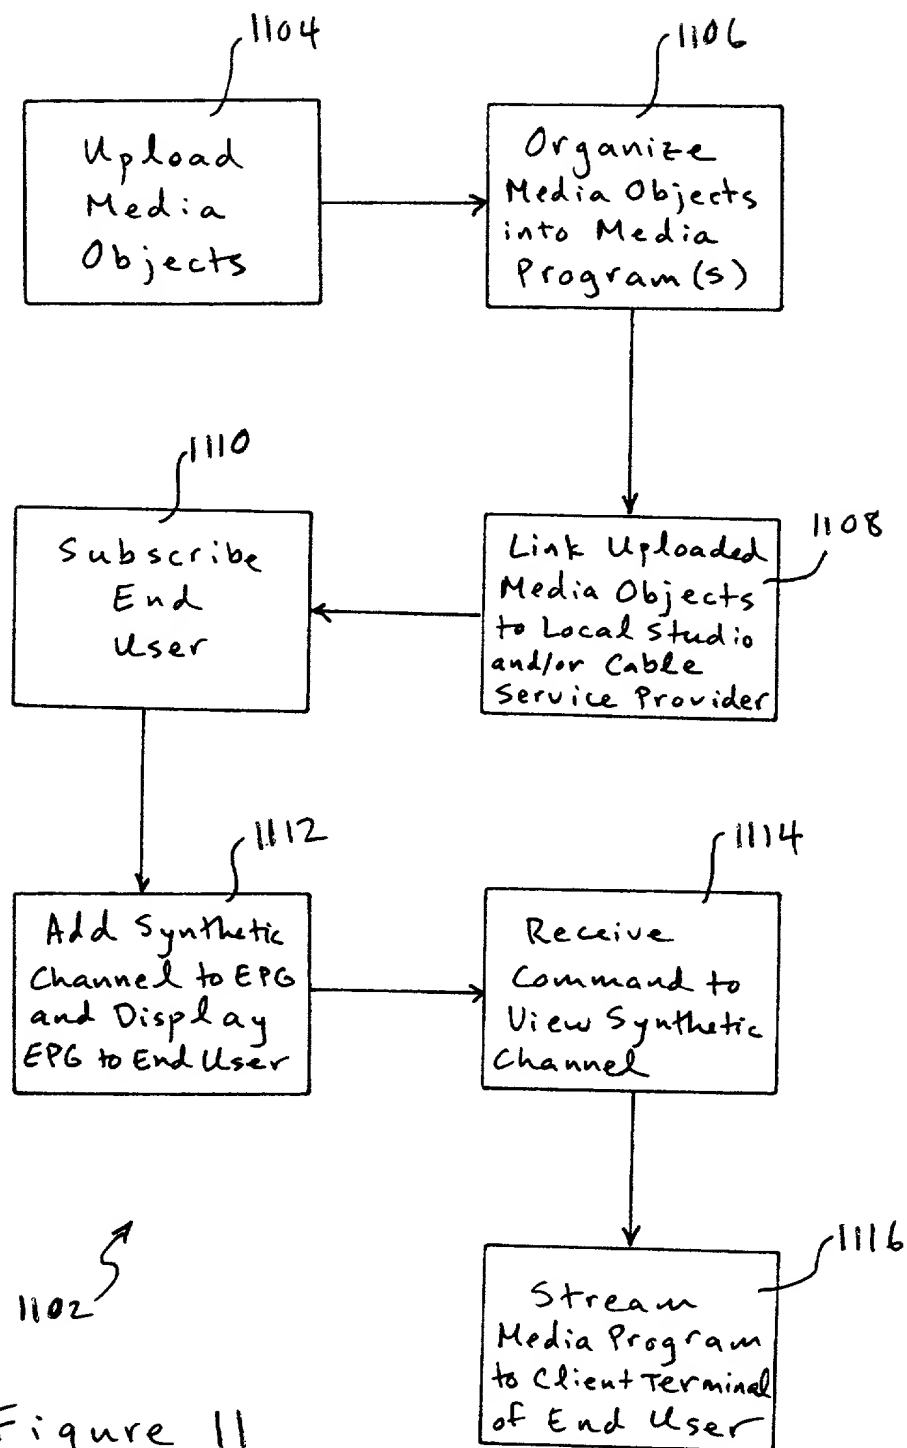 1104
Upload
Media
Objects
1106
Organize
Media Objects
into Media
Program(s)
1108
Link Uploaded
Media Objects
to Local Studio
and/or Cable
Service Provider
1110
Subscribe
End
User
1112
Add Synthetic
Channel to EPG
and Display
EPG to End User
1114
Receive
Command to
View Synthetic
Channel
1116
Stream
Media Program
to Client Terminal
of End User
1102
Figure 11